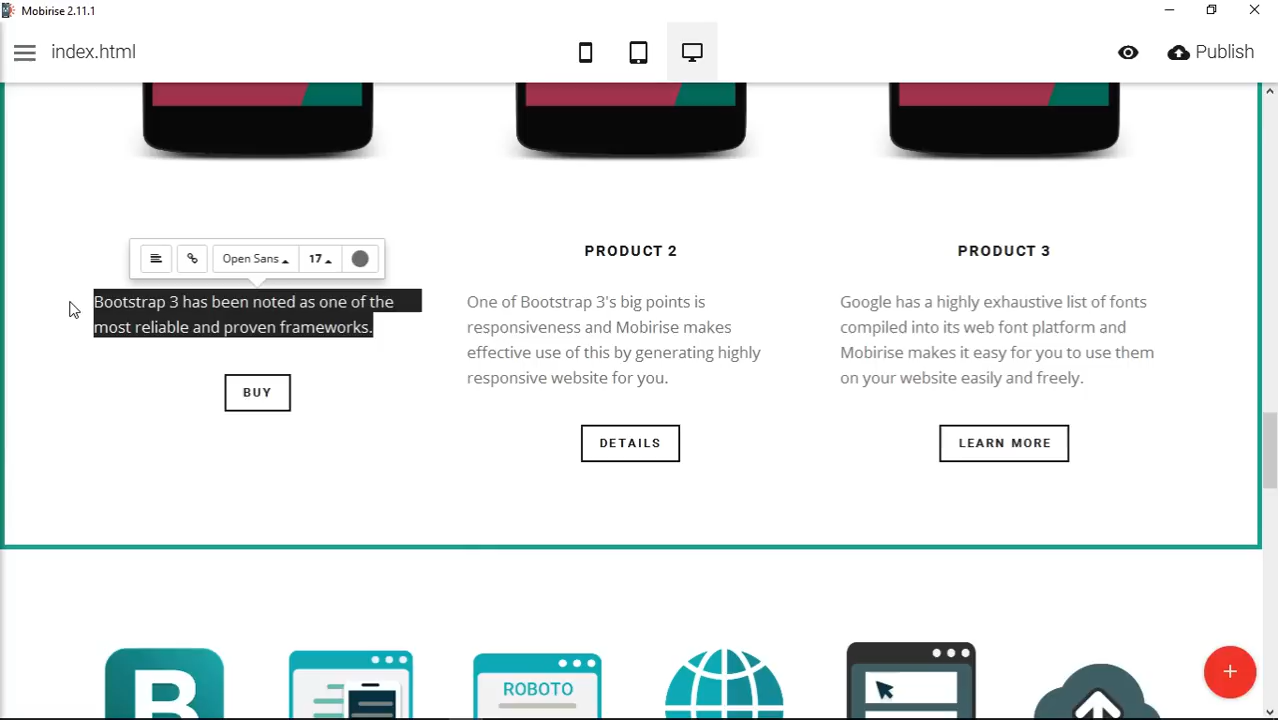 Mobirise 2.11.1
index.html
Publish
Open Sans
17
Bootstrap 3 has been noted as one of the
most reliable and proven frameworks.
BUY
PRODUCT 2
One of Bootstrap 3's big points is
responsiveness and Mobirise makes
effective use of this by generating highly
responsive website for you.
DETAILS
PRODUCT 3
Google has a highly exhaustive list of fonts
compiled into its web font platform and
Mobirise makes it easy for you to use them
on your website easily and freely.
LEARN MORE
B
ROBOTO